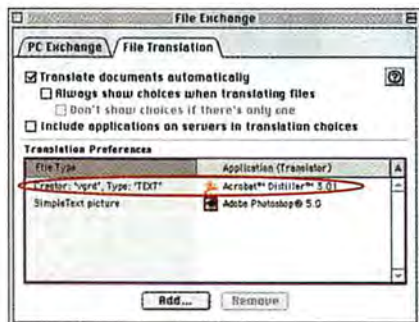 File Exchange
PC Exchange File Translation
Translate documents automatically
Always show choices when translating files
Don't show choices if there's only one
Include applications on servers in translation choices
Translation Preferences
File Type Application (Translator)
Creator: "vgrd", Type: "TEXT" Acrobat™ Distiller™ 3.01
SimpleText picture Adobe Photoshop® 5.0
Add... Remove